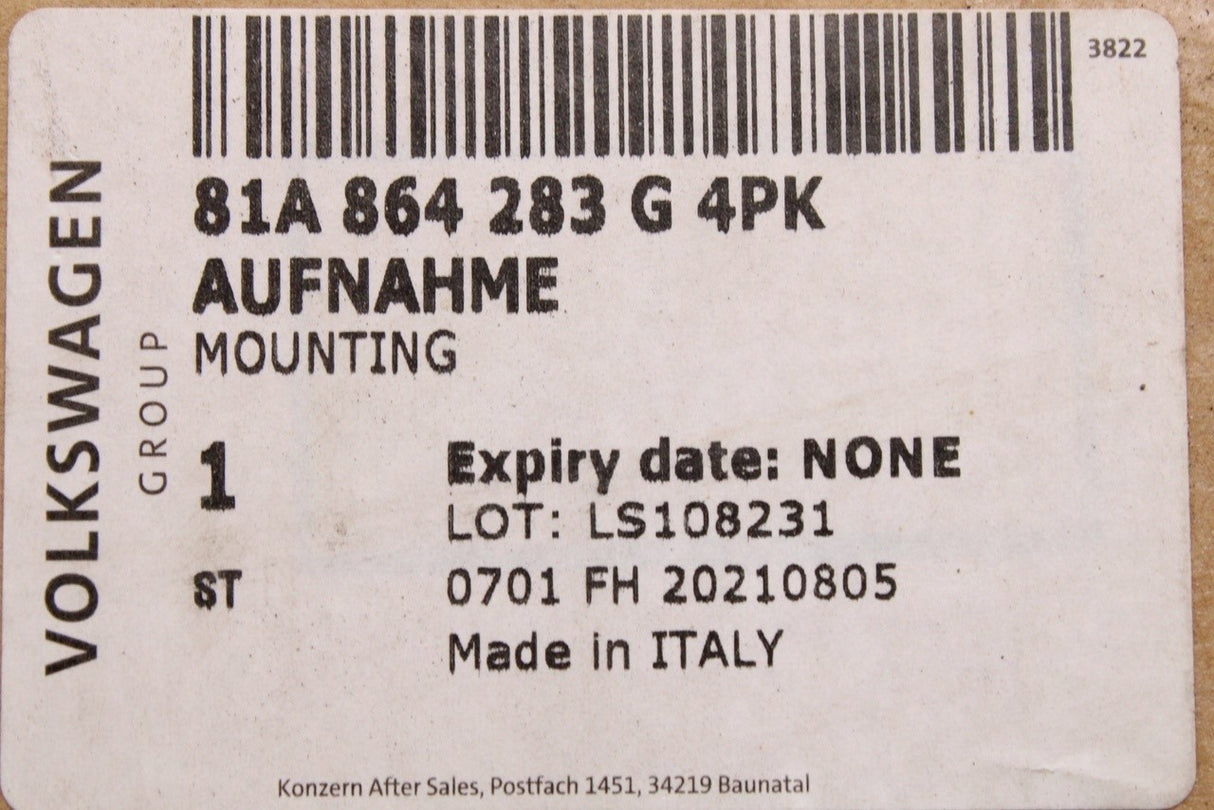 3822
81A 864 283 G 4PK
AUFNAHME
MOUNTING
VOLKSWAGEN
GROUP
1
Expiry date: NONE
LOT: LS108231
ST
0701 FH 20210805
Made in ITALY
Konzern After Sales, Postfach 1451, 34219 Baunatal